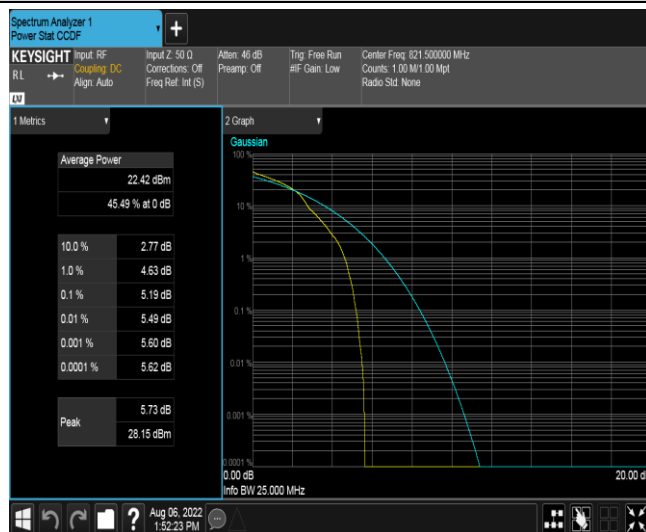 Spectrum Analyzer 1
Power Stat CCDF
+
KEYSIGHT Input: RF Input Z: 50 Ω Atten: 46 dB Trig: Free Run Center Freq: 821.500000 MHz
RL Coupling: DC Corrections: Off Preamp: Off #IF Gain: Low Counts: 1.00 M/1.00 Mpt
Align: Auto Freq Ref: Int (S) Radio Std: None
LXI
1 Metrics
Average Power
22.42 dBm
45.49 % at 0 dB
10.0 % 2.77 dB
1.0 % 4.63 dB
0.1 % 5.19 dB
0.01 % 5.49 dB
0.001 % 5.60 dB
0.0001 % 5.62 dB
Peak 5.73 dB
28.15 dBm
2 Graph
Gaussian
100 %
10 %
1 %
0.1 %
0.01 %
0.001 %
0.0001 %
0.00 dB 20.00 d
Info BW 25.000 MHz
? Aug 06, 2022
1:52:23 PM